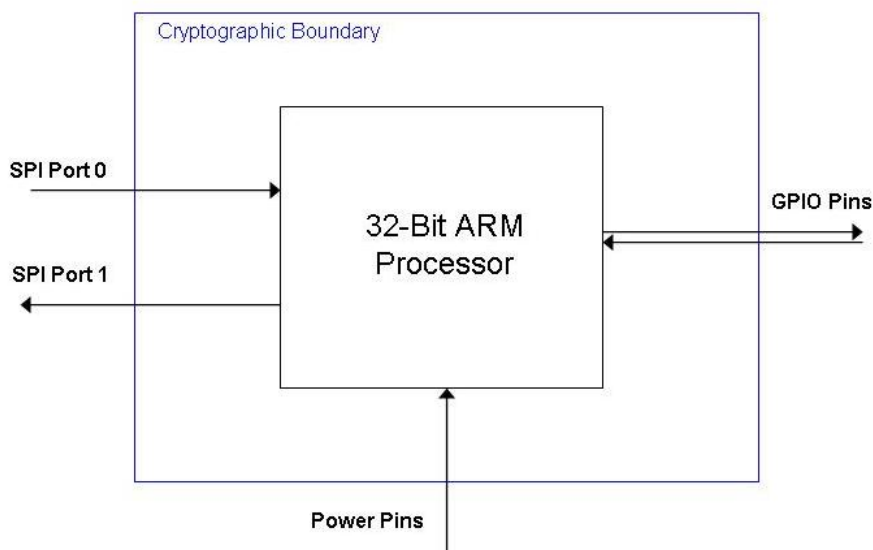 Cryptographic Boundary
SPI Port 0
32-Bit ARM
Processor
GPIO Pins
SPI Port 1
Power Pins